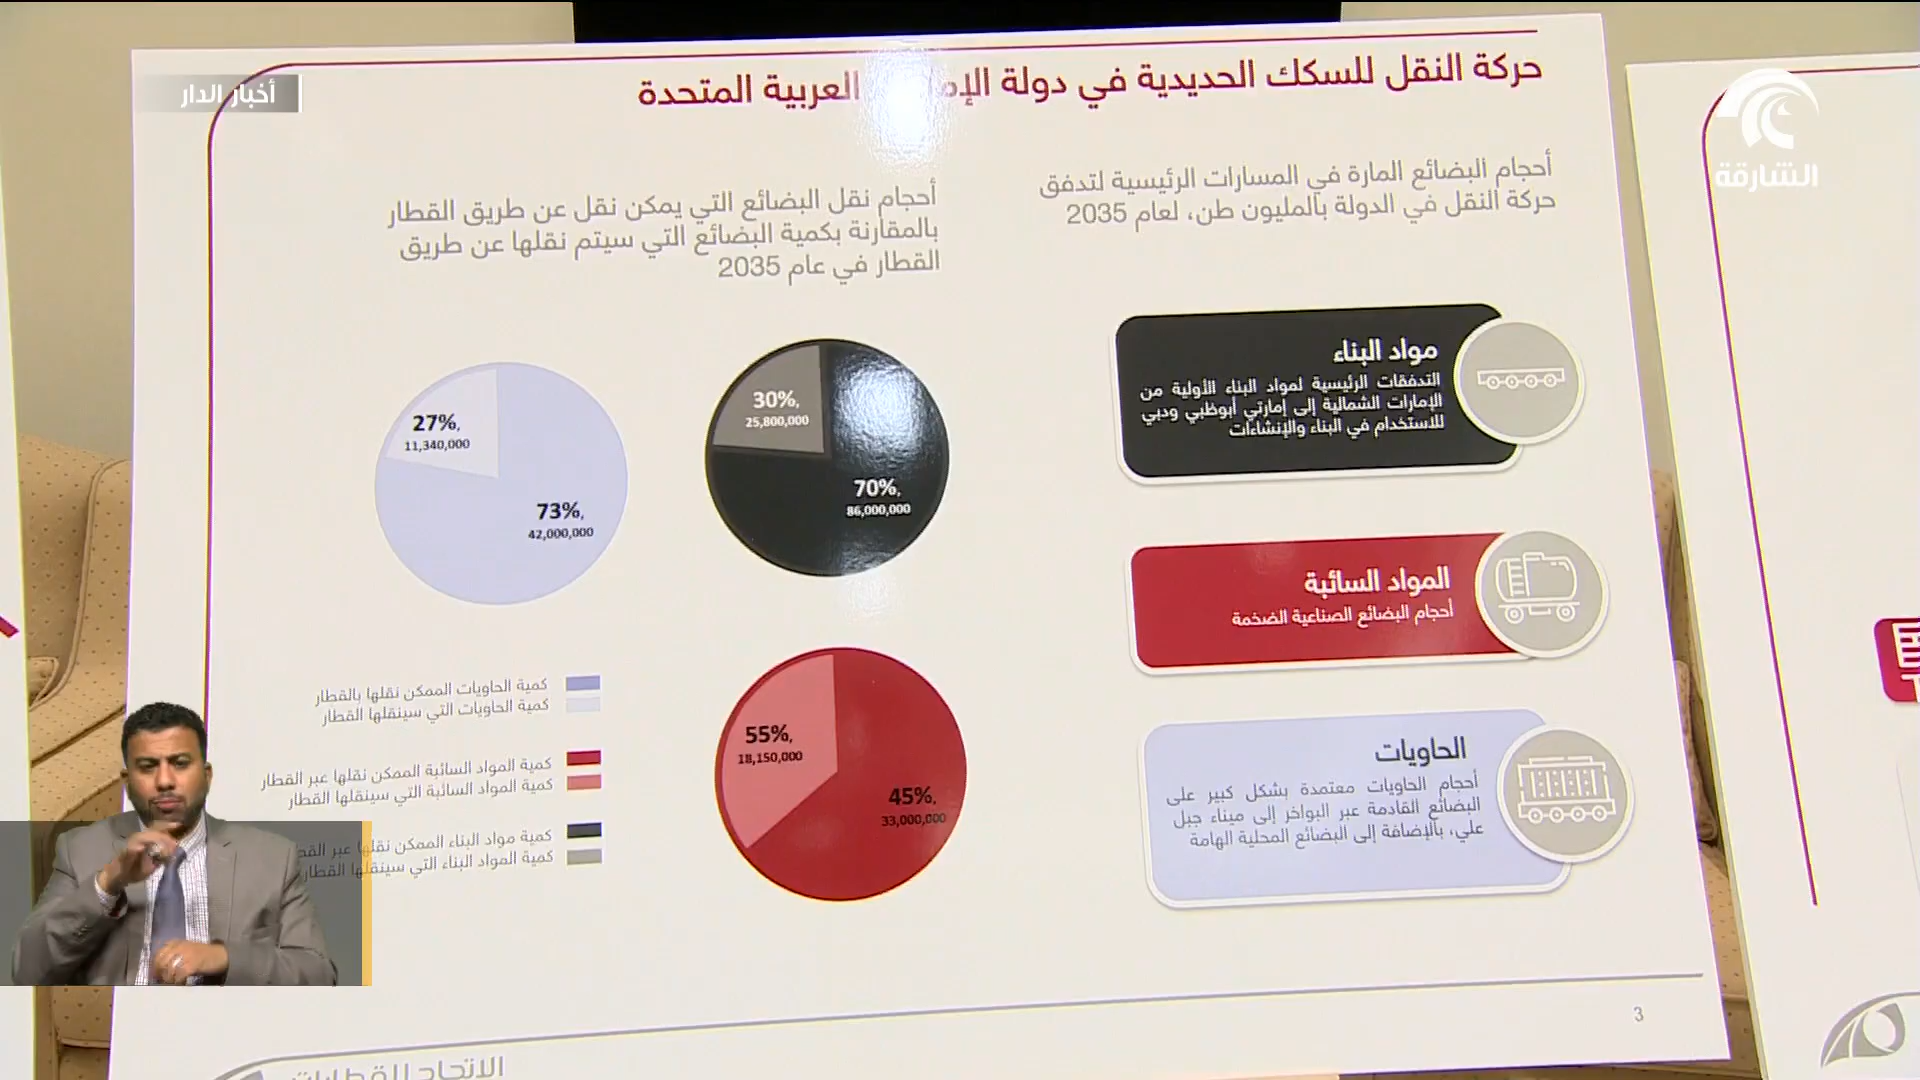 أخبار الدار
الشارقة
حركة النقل للسكك الحديدية في دولة العربية المتحدة
أحجام البضائع المارة في المسارات الرئيسية لتدفق
حركة النقل في الدولة بالمليون طن، لعام 2035
أحجام نقل البضائع التي يمكن نقل عن طريق القطار
بالمقارنة بكمية البضائع التي سيتم نقلها عن طريق
القطار في عام 2035
مواد البناء
التدفقات الرئيسية لمواد البناء الأولية من
الإمارات الشمالية إلى إمارتي أبوظبي ودبي
للاستخدام في البناء والإنشاءات
المواد السائبة
أحجام البضائع الصناعية الضخمة
الحاويات
أحجام الحاويات معتمدة بشكل كبير على
البضائع القادمة عبر البواخر إلى ميناء جبل
علي، بالإضافة إلى البضائع المحلية الهامة
30%,
25,800,000
70%,
86,000,000
27%,
11,340,000
73%,
42,000,000
55%,
18,150,000
45%,
33,000,000
كمية الحاويات الممكن نقلها بالقطار
كمية الحاويات التي سينقلها القطار
كمية المواد السائبة الممكن نقلها عبر القطار
كمية المواد السائبة التي سينقلها القطار
كمية مواد البناء الممكن نقلها عبر
كمية المواد البناء التي سينقلها القطار
3
الاتحاد للقطارات